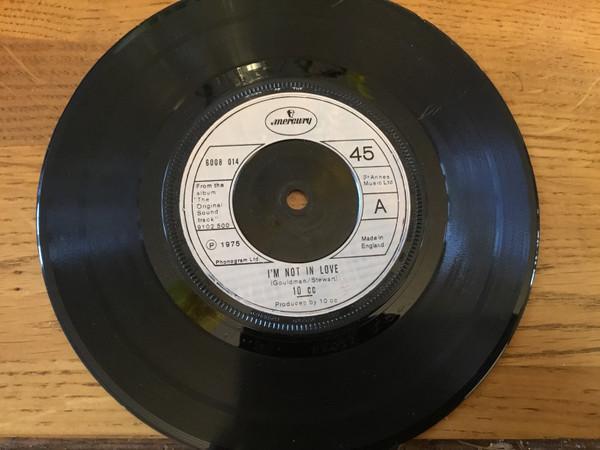 mercury
6008 014
45
From the
album
"The
Original
Sound
track"
9102 500
St Annes
Music Ltd
A
℗ 1975
Phonogram Ltd.
Made in
England
I'M NOT IN LOVE
(Gouldman/Stewart)
10 cc
Produced by 10 cc